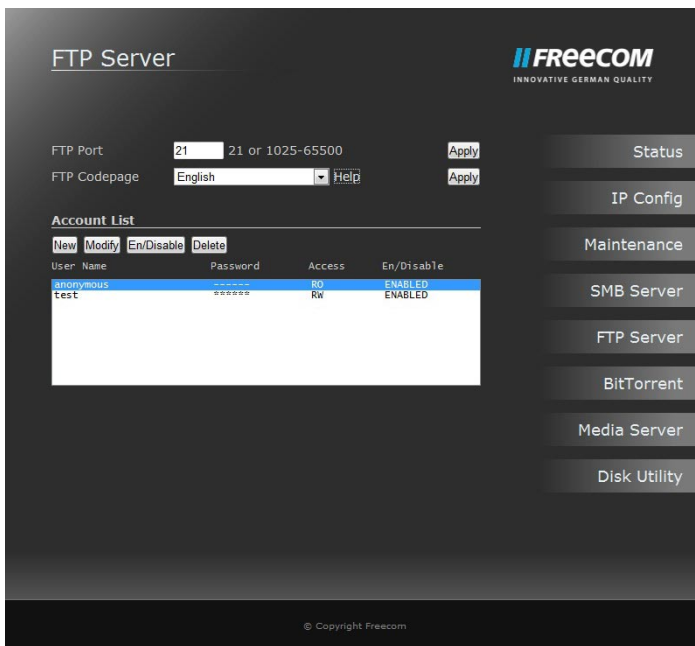 FTP Server
FREECOM
INNOVATIVE GERMAN QUALITY
FTP Port 21 21 or 1025-65500 Apply
FTP Codepage English Help Apply
Account List
New Modify En/Disable Delete
User Name Password Access En/Disable
anonymous ------ RO ENABLED
test ****** RW ENABLED
Status
IP Config
Maintenance
SMB Server
FTP Server
BitTorrent
Media Server
Disk Utility
© Copyright Freecom